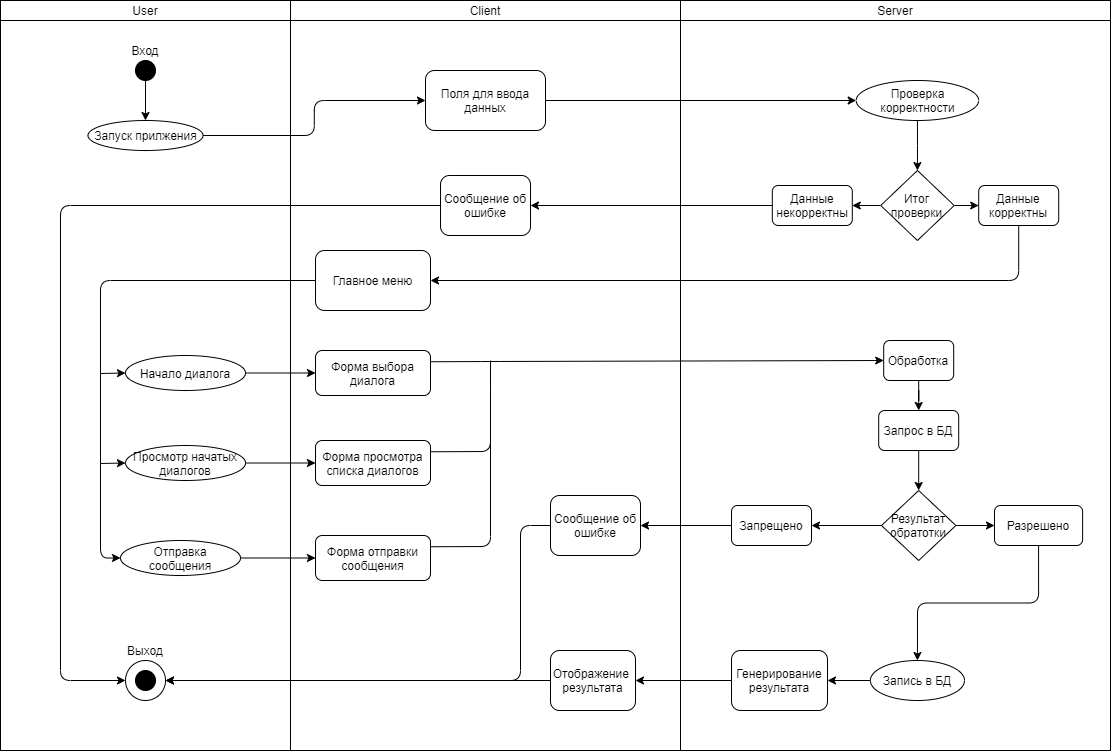 User
Client
Server
Вход
Запуск прилжения
Поля для ввода
данных
Проверка
корректности
Итог
проверки
Данные
некорректны
Данные
корректны
Сообщение об
ошибке
Главное меню
Начало диалога
Форма выбора
диалога
Обработка
Запрос в БД
Просмотр начатых
диалогов
Форма просмотра
списка диалогов
Результат
обратотки
Запрещено
Разрешено
Сообщение об
ошибке
Отправка
сообщения
Форма отправки
сообщения
Выход
Отображение
результата
Генерирование
результата
Запись в БД